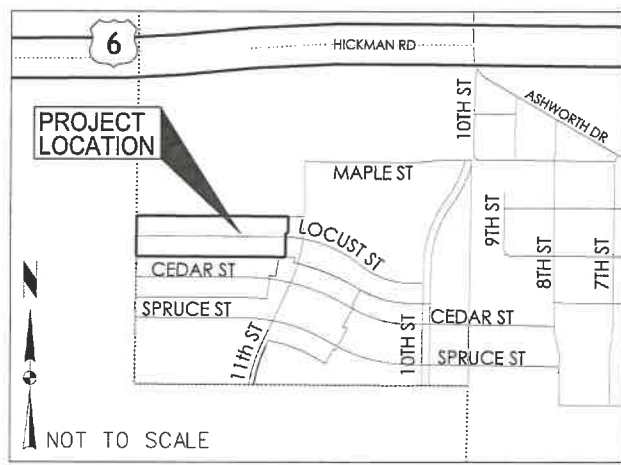 6
HICKMAN RD
PROJECT
LOCATION
10TH ST
ASHWORTH DR
MAPLE ST
9TH ST
8TH ST
7TH ST
LOCUST ST
CEDAR ST
SPRUCE ST
11th ST
10TH ST
CEDAR ST
SPRUCE ST
N
NOT TO SCALE